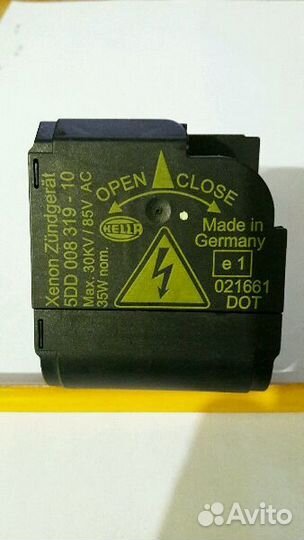 OPEN CLOSE
Xenon Zündgerät
5DD 008 319 - 10
Max. 30KV / 85V AC
35W nom.
HELLA
Made in
Germany
e 1
021661
DOT
Avito